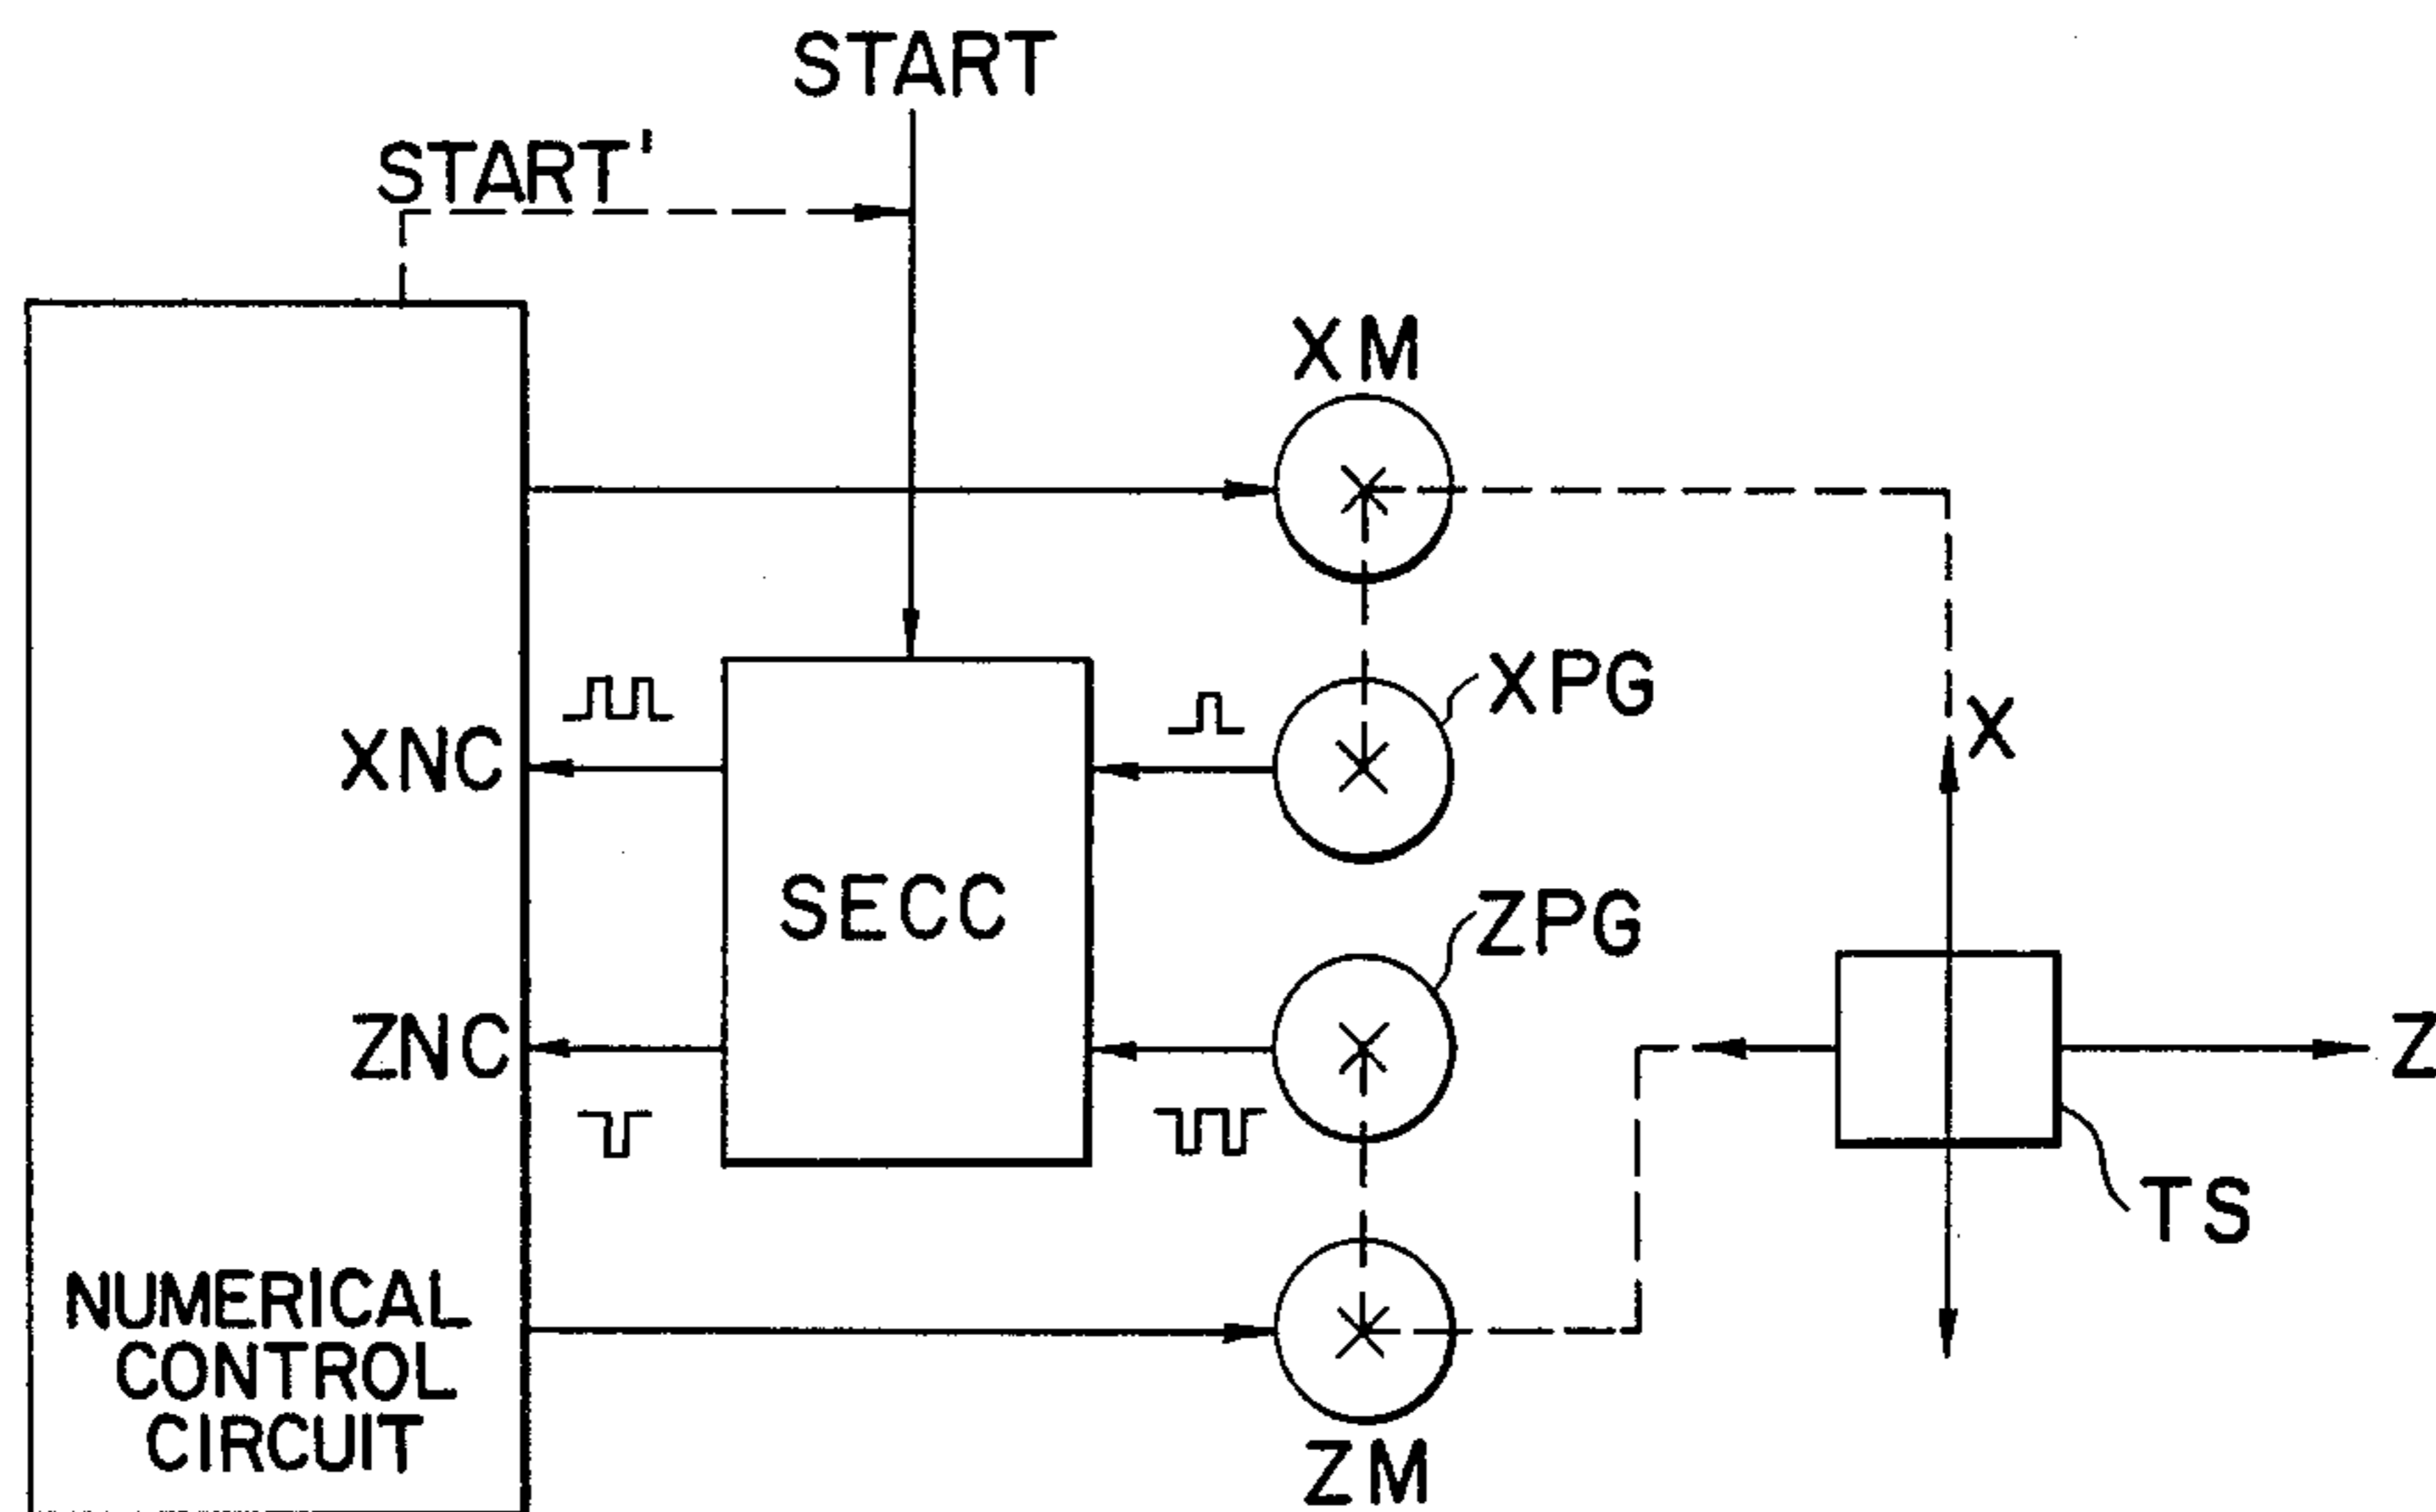 START
START'
XM
XPG
X
XNC
SECC
ZPG
ZNC
Z
TS
NUMERICAL
CONTROL
CIRCUIT
ZM